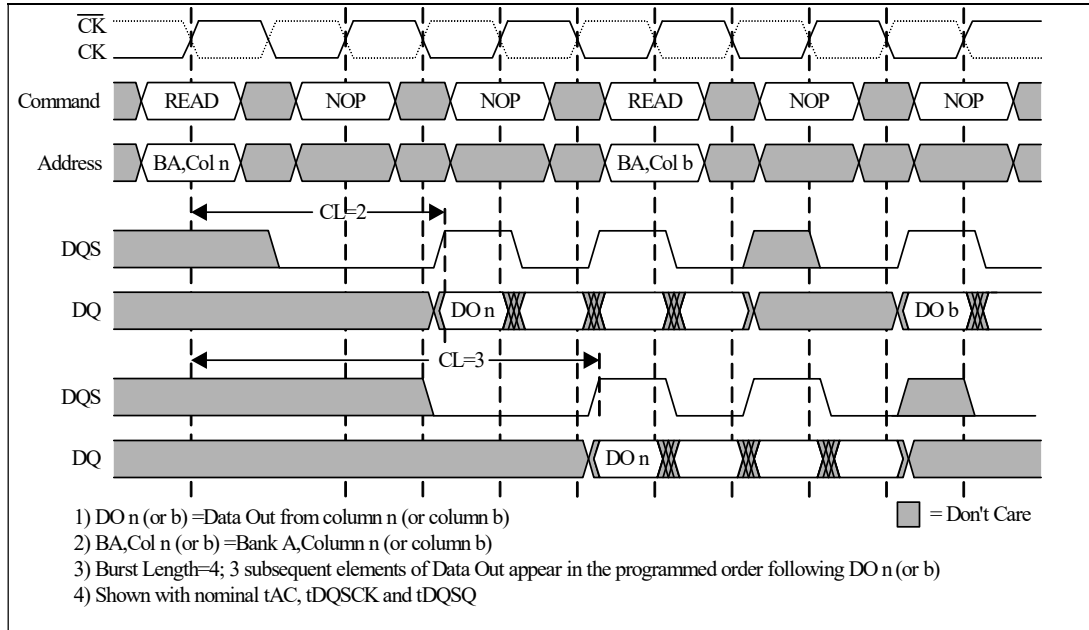 CK
CK
Command READ NOP NOP READ NOP NOP
Address BA,Col n BA,Col b
CL=2
DQS
DQ DO n DO b
CL=3
DQS
DQ DO n
1) DO n (or b) =Data Out from column n (or column b)
2) BA,Col n (or b) =Bank A,Column n (or column b)
3) Burst Length=4; 3 subsequent elements of Data Out appear in the programmed order following DO n (or b)
4) Shown with nominal tAC, tDQSCK and tDQSQ
= Don't Care